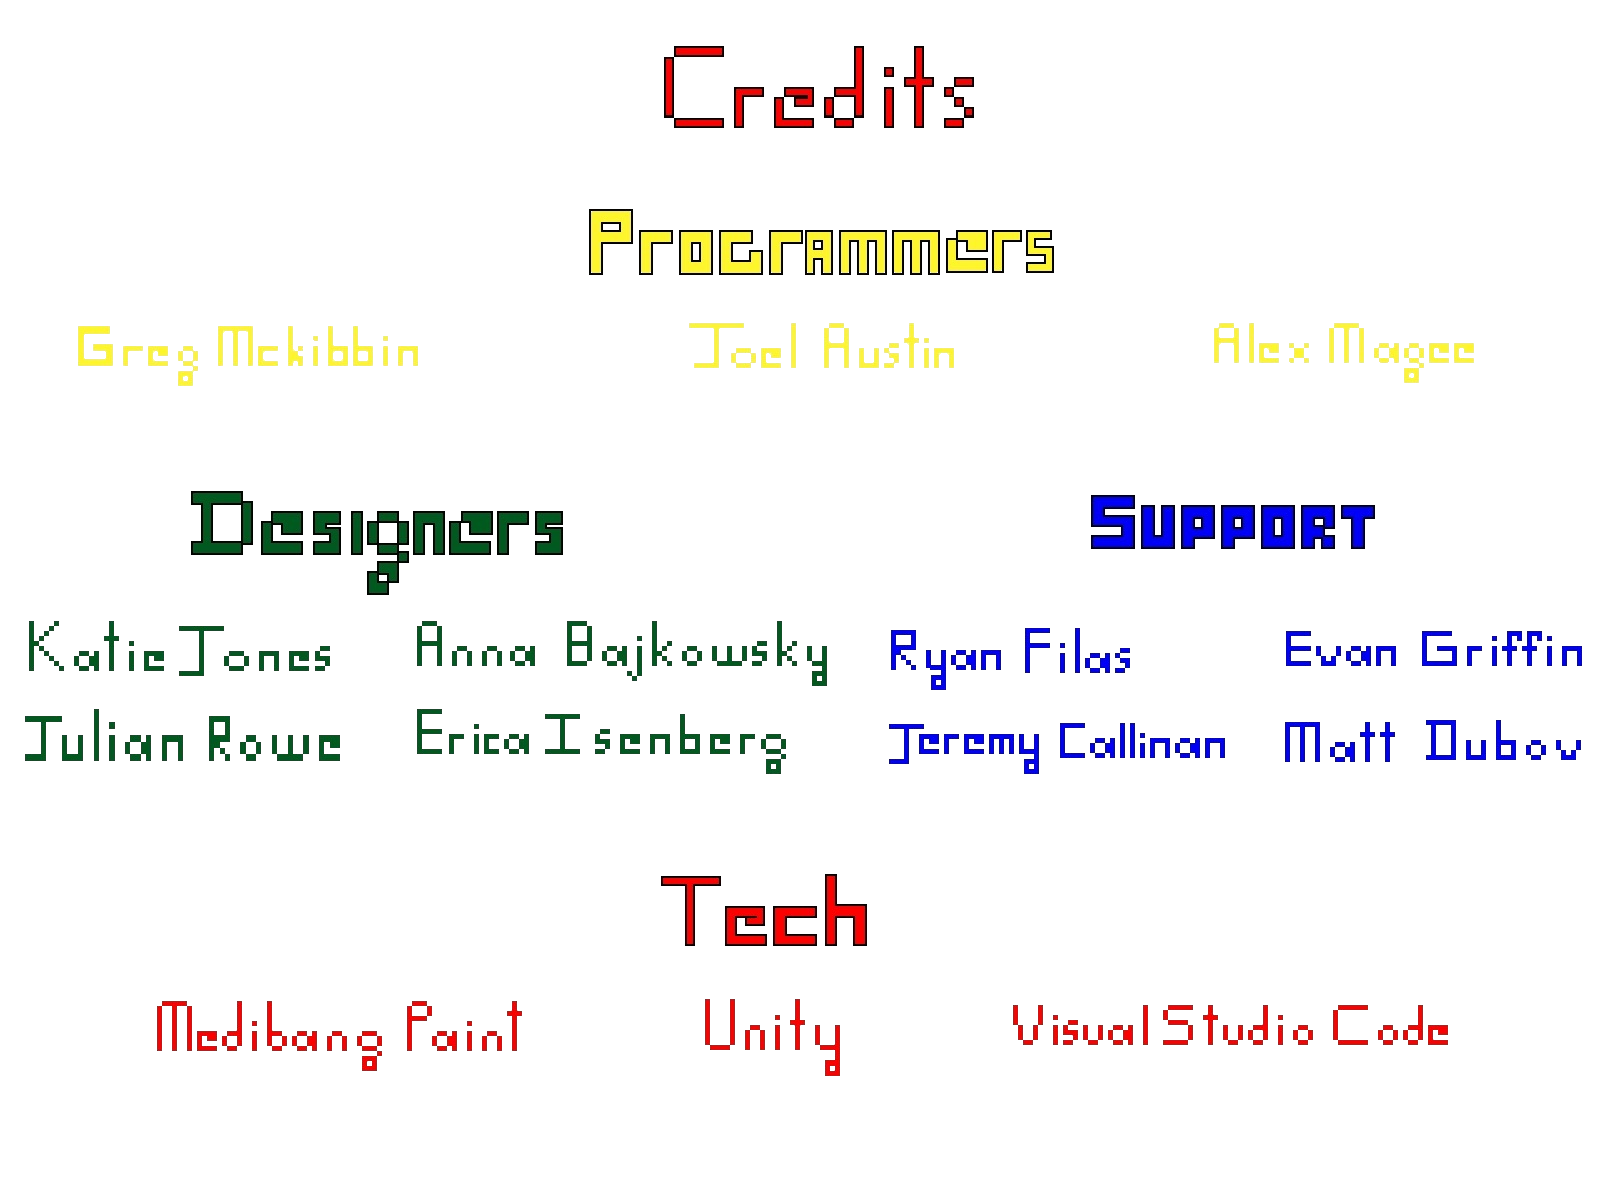 Credits
Programmers
Greg Mckibbin Joel Austin Alex Magee
Designers Support
Katie Jones Anna Bajkowsky Ryan Filas Evan Griffin
Julian Rowe Erica Isenberg Jeremy Callinan Matt Dubov
Tech
Medibang Paint Unity Visual Studio Code